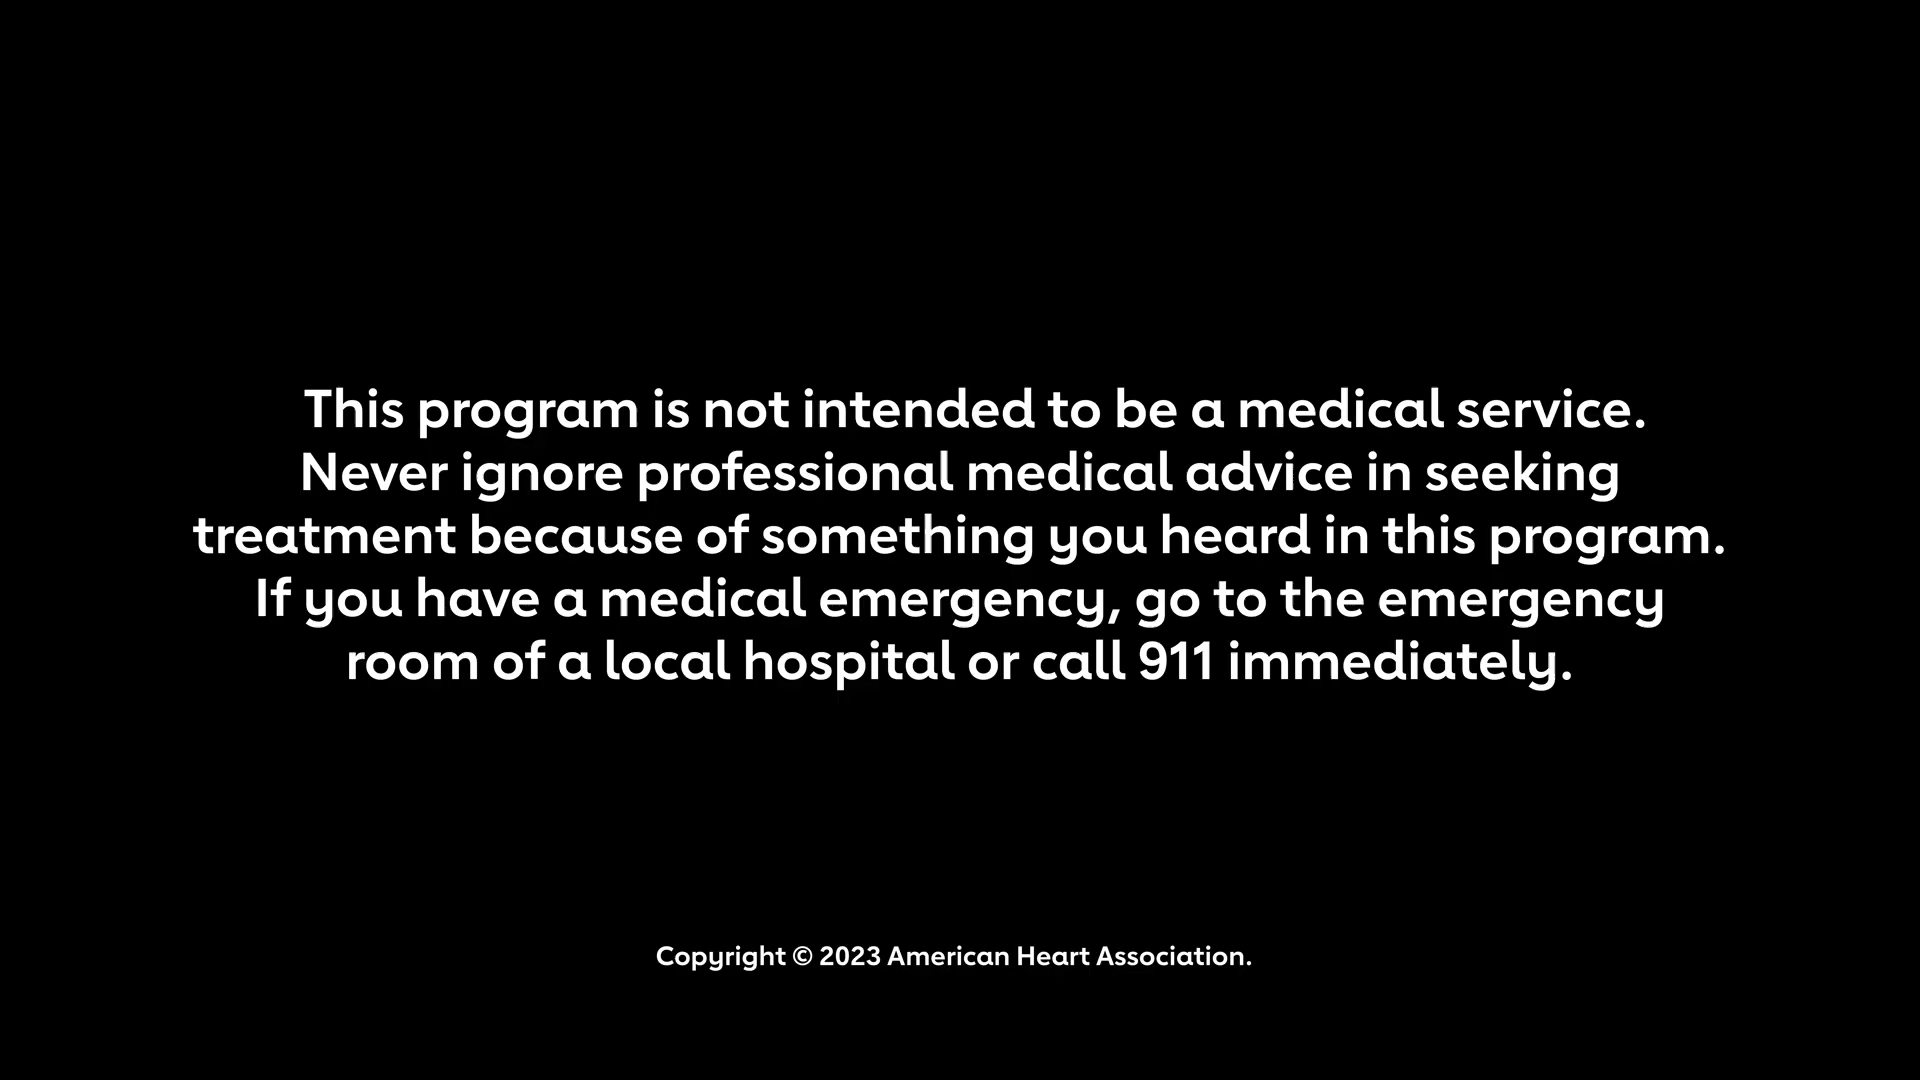 This program is not intended to be a medical service.
Never ignore professional medical advice in seeking
treatment because of something you heard in this program.
If you have a medical emergency, go to the emergency
room of a local hospital or call 911 immediately.
Copyright © 2023 American Heart Association.